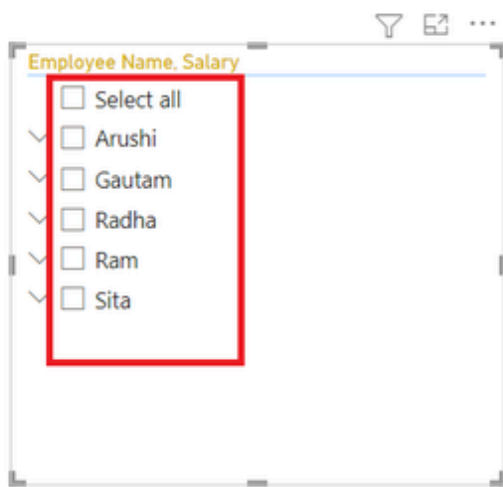 Employee Name, Salary
Select all
Arushi
Gautam
Radha
Ram
Sita